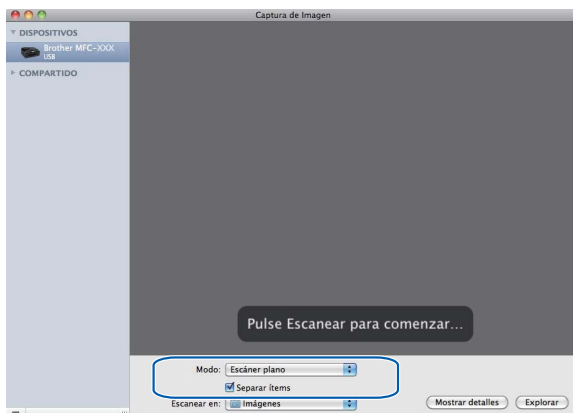 Captura de Imagen
DISPOSITIVOS
Brother MFC-XXX
USB
COMPARTIDO
Pulse Escanear para comenzar...
Modo: Escáner plano
Separar ítems
Escanear en: Imágenes
Mostrar detalles
Explorar